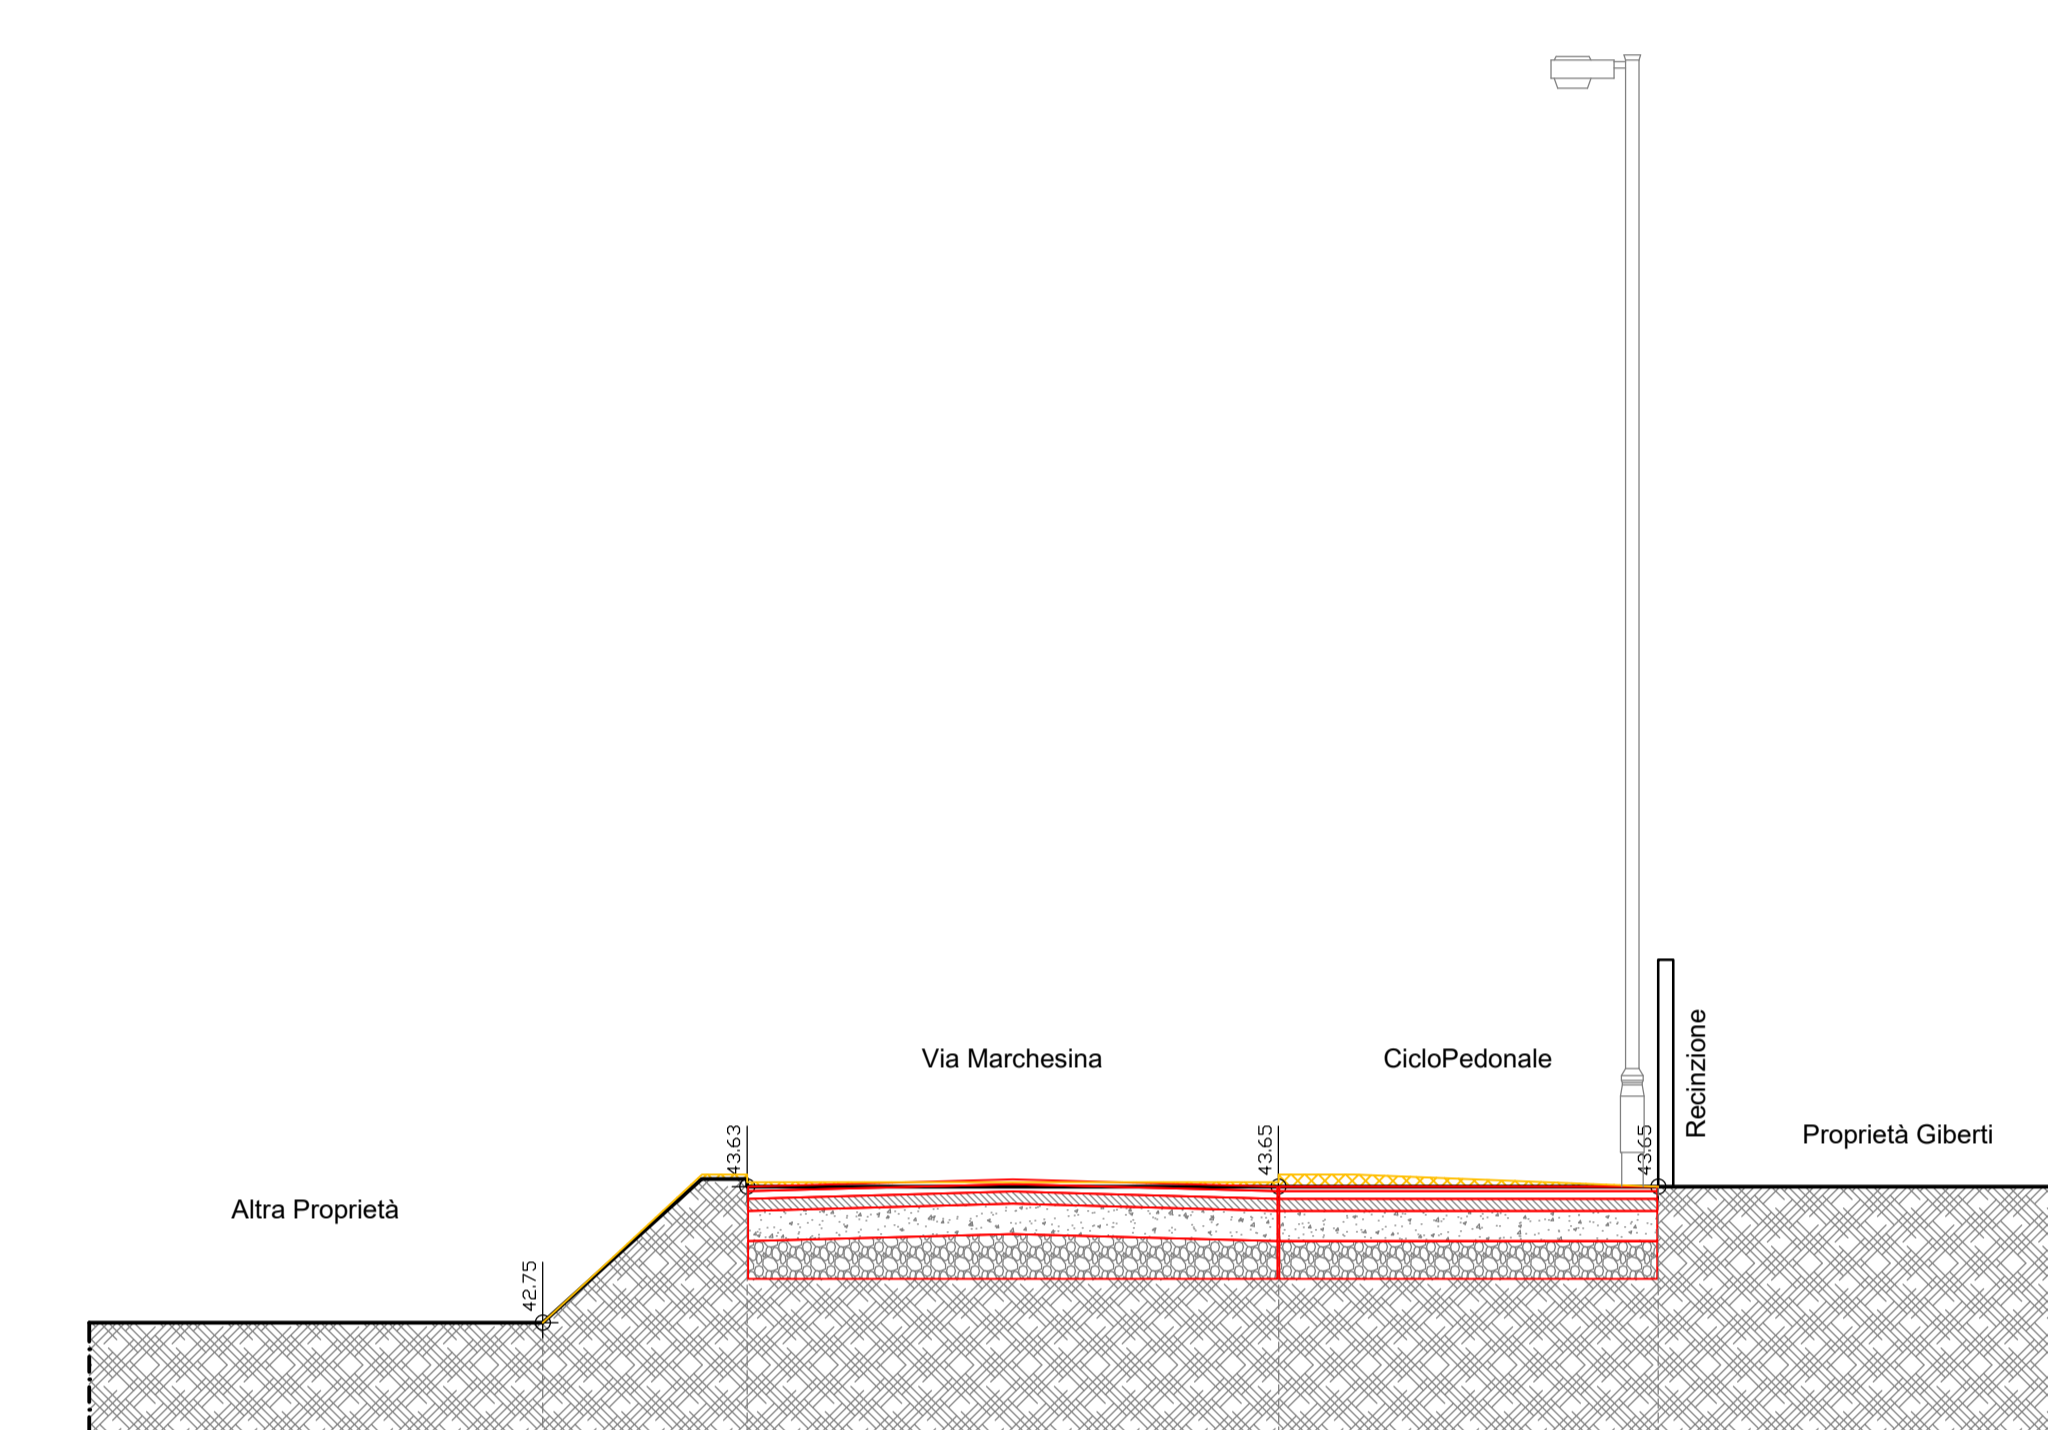 Via Marchesina
CicloPedonale
Recinzione
Proprietà Giberti
Altra Proprietà
43.63
43.65
43.65
42.75